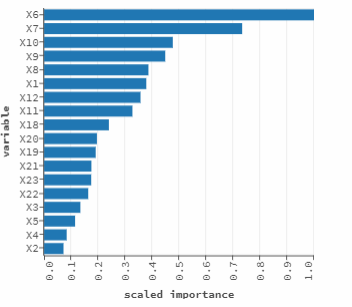 X6
X7
X10
X9
X8
X1
X12
X11
X18
X20
X19
X21
X23
X22
X3
X5
X4
X2
variable
0.0
0.1
0.2
0.3
0.4
0.5
0.6
0.7
0.8
0.9
1.0
scaled importance